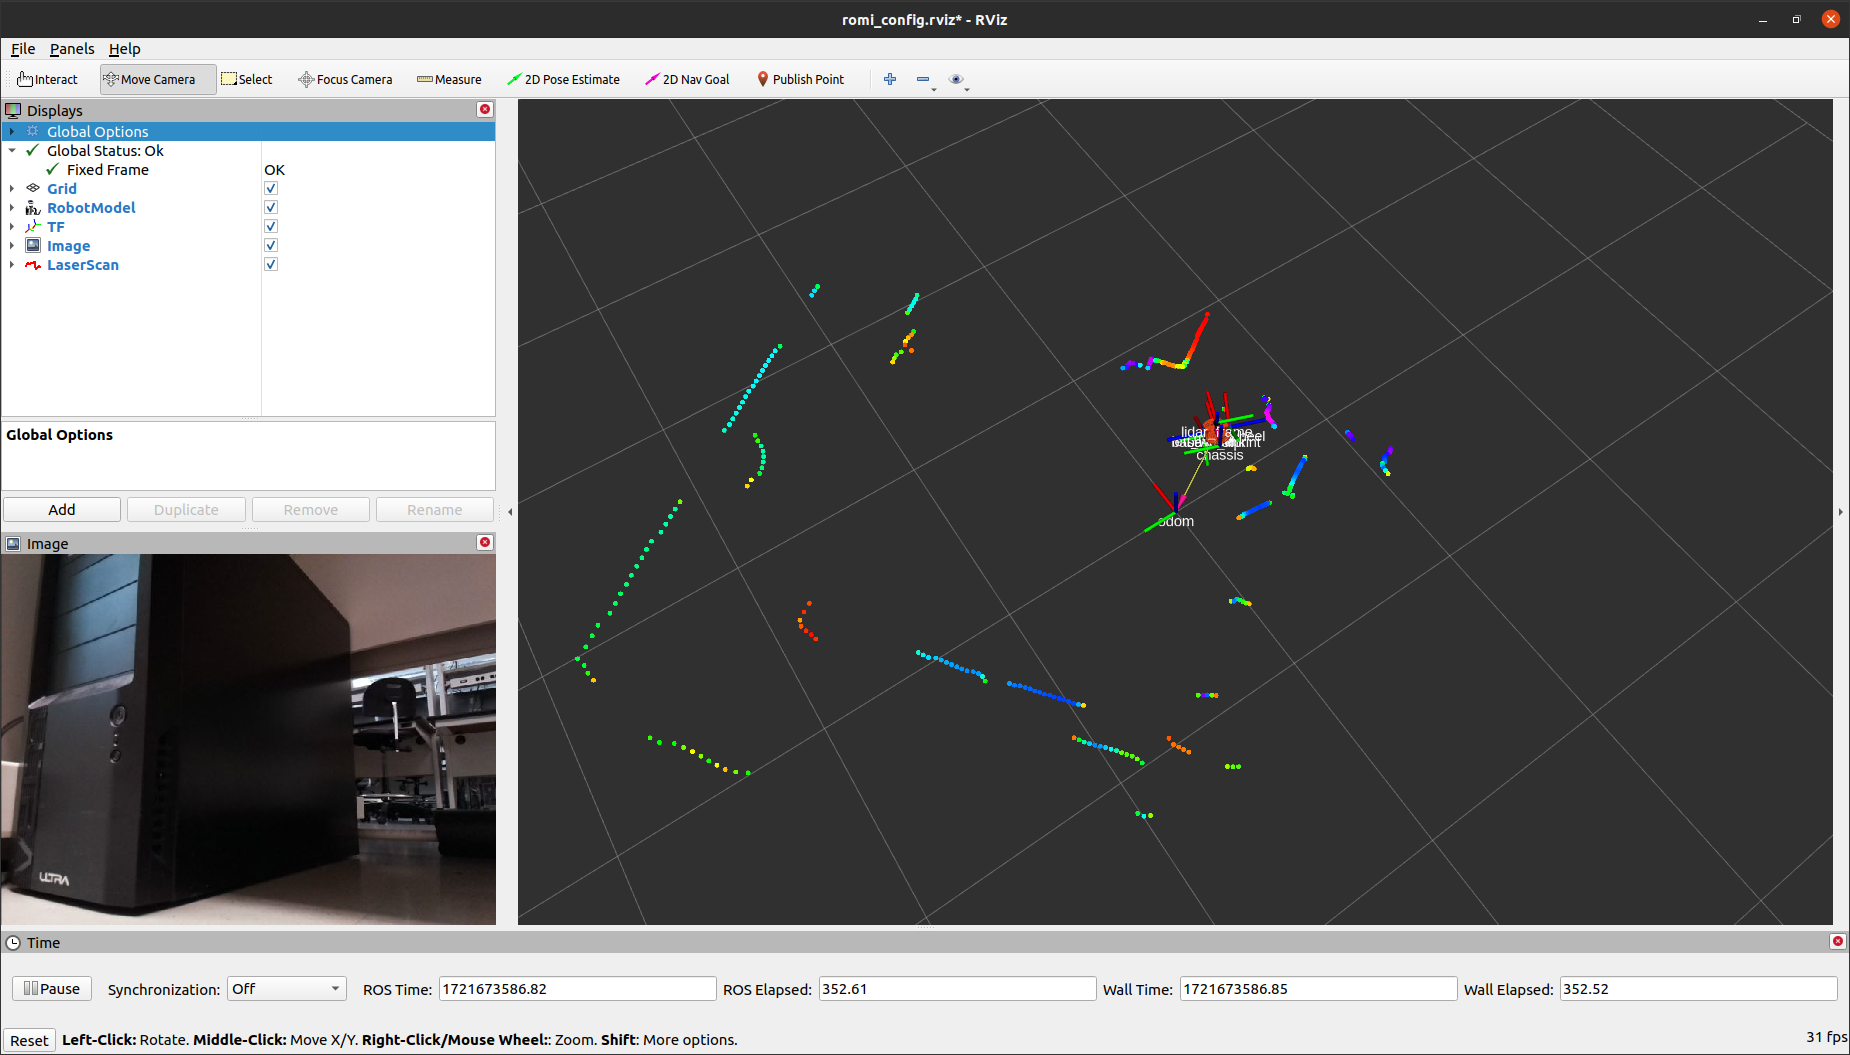 romi_config.rviz* - RViz
File Panels Help
Interact Move Camera Select Focus Camera Measure 2D Pose Estimate 2D Nav Goal Publish Point
Displays
Global Options
Global Status: Ok
Fixed Frame OK
Grid
RobotModel
TF
Image
LaserScan
lidar_frame
chassis
odom
Global Options
Add Duplicate Remove Rename
Image
ULTRA
Time
Pause Synchronization: Off ROS Time: 1721673586.82 ROS Elapsed: 352.61 Wall Time: 1721673586.85 Wall Elapsed: 352.52
Reset Left-Click: Rotate. Middle-Click: Move X/Y. Right-Click/Mouse Wheel:: Zoom. Shift: More options. 31 fps